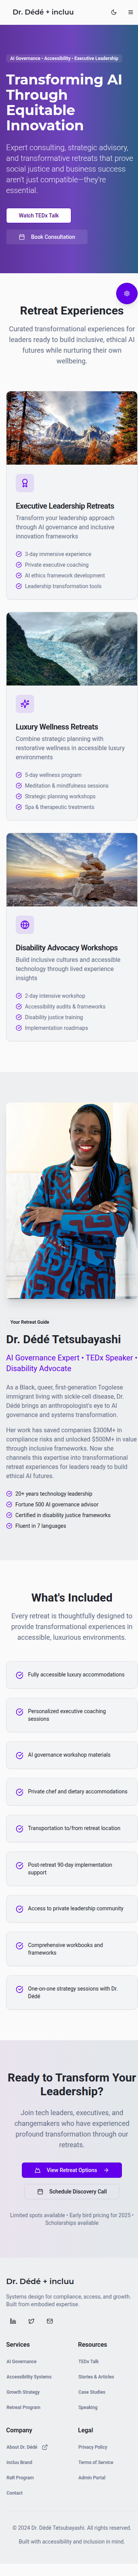 Dr. Dédé + incluu
AI Governance • Accessibility • Executive Leadership
Transforming AI
Through
Equitable
Innovation
Expert consulting, strategic advisory,
and transformative retreats that prove
social justice and business success
aren't just compatible—they're
essential.
Watch TEDx Talk
Book Consultation
Retreat Experiences
Curated transformational experiences for
leaders ready to build inclusive, ethical AI
futures while nurturing their own
wellbeing.
Executive Leadership Retreats
Transform your leadership approach
through AI governance and inclusive
innovation frameworks
3-day immersive experience
Private executive coaching
AI ethics framework development
Leadership transformation tools
Luxury Wellness Retreats
Combine strategic planning with
restorative wellness in accessible luxury
environments
5-day wellness program
Meditation & mindfulness sessions
Strategic planning workshops
Spa & therapeutic treatments
Disability Advocacy Workshops
Build inclusive cultures and accessible
technology through lived experience
insights
2-day intensive workshop
Accessibility audits & frameworks
Disability justice training
Implementation roadmaps
Your Retreat Guide
Dr. Dédé Tetsubayashi
AI Governance Expert • TEDx Speaker •
Disability Advocate
As a Black, queer, first-generation Togolese
immigrant living with sickle-cell disease, Dr.
Dédé brings an anthropologist's eye to AI
governance and systems transformation.
Her work has saved companies $300M+ in
compliance risks and unlocked $500M+ in value
through inclusive frameworks. Now she
channels this expertise into transformational
retreat experiences for leaders ready to build
ethical AI futures.
20+ years technology leadership
Fortune 500 AI governance advisor
Certified in disability justice frameworks
Fluent in 7 languages
What's Included
Every retreat is thoughtfully designed to
provide transformational experiences in
accessible, luxurious environments.
Fully accessible luxury accommodations
Personalized executive coaching
sessions
AI governance workshop materials
Private chef and dietary accommodations
Transportation to/from retreat location
Post-retreat 90-day implementation
support
Access to private leadership community
Comprehensive workbooks and
frameworks
One-on-one strategy sessions with Dr.
Dédé
Ready to Transform Your
Leadership?
Join tech leaders, executives, and
changemakers who have experienced
profound transformation through our
retreats.
View Retreat Options
Schedule Discovery Call
Limited spots available • Early bird pricing for 2025 •
Scholarships available
Dr. Dédé + incluu
Systems design for compliance, access, and growth.
Built from embodied expertise.
Services
Resources
AI Governance
TEDx Talk
Accessibility Systems
Stories & Articles
Growth Strategy
Case Studies
Retreat Program
Speaking
Company
Legal
About Dr. Dédé
Privacy Policy
Incluu Brand
Terms of Service
RaR Program
Admin Portal
Contact
© 2024 Dr. Dédé Tetsubayashi. All rights reserved.
Built with accessibility and inclusion in mind.